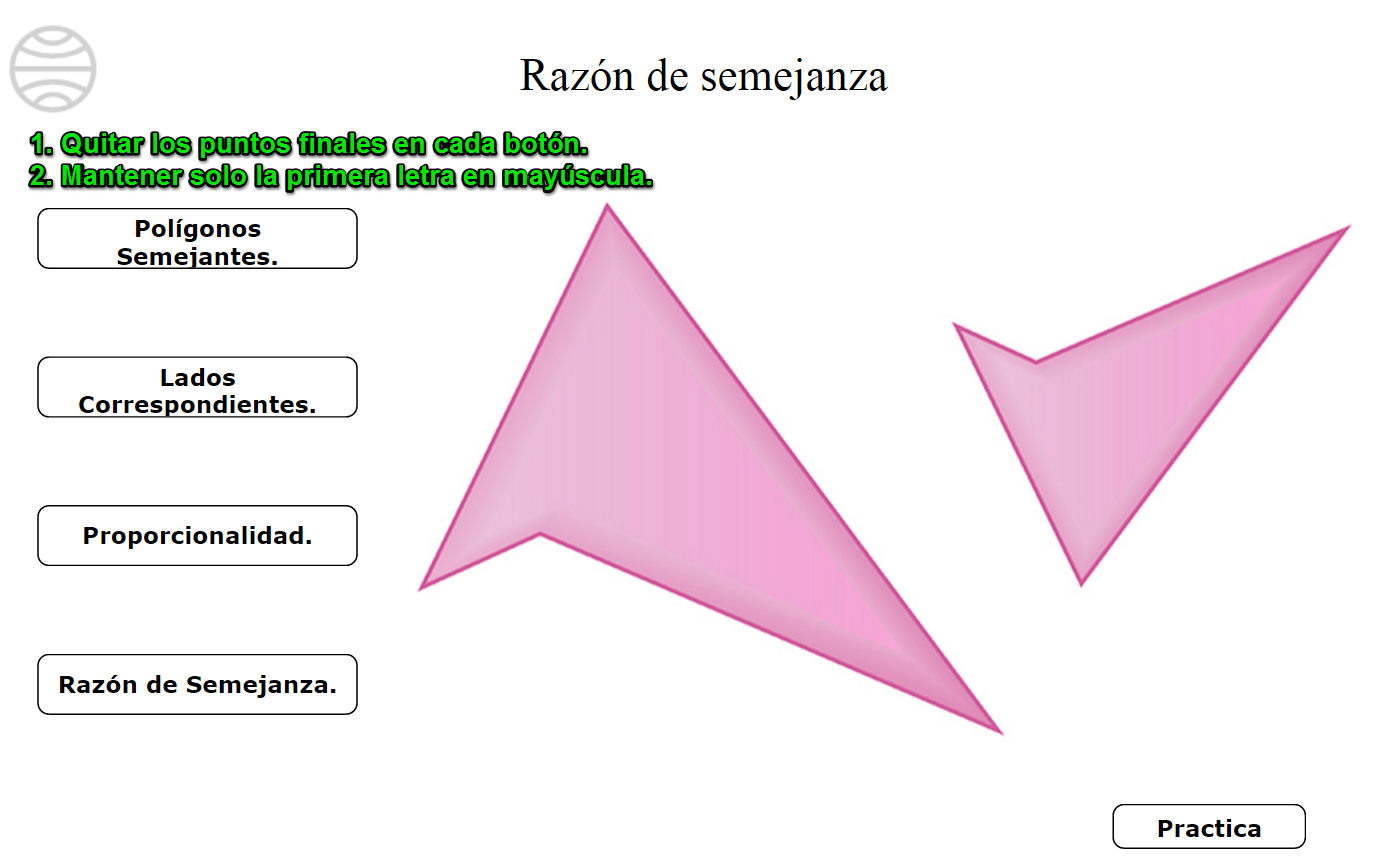 Razón de semejanza
1. Quitar los puntos finales en cada botón.
2. Mantener solo la primera letra en mayúscula.
Polígonos
Semejantes.
Lados
Correspondientes.
Proporcionalidad.
Razón de Semejanza.
Practica